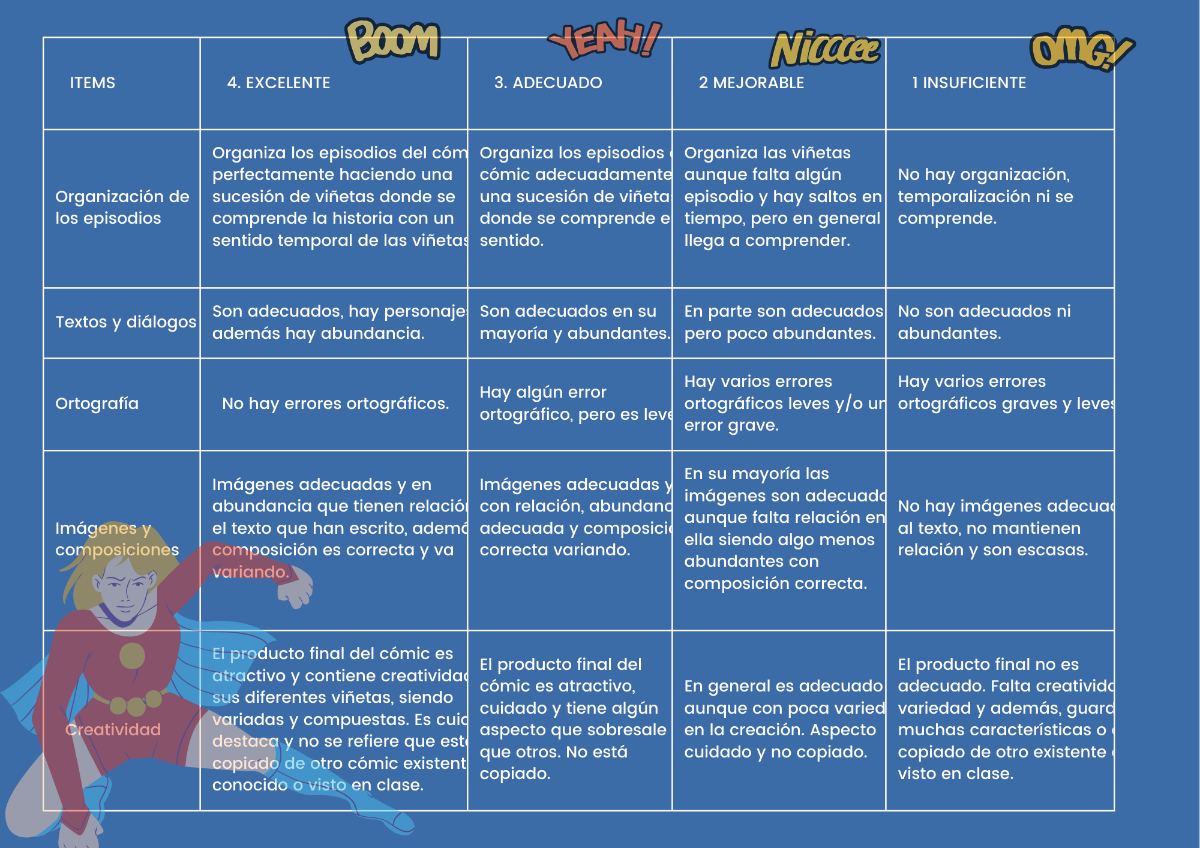 BOOM
YEAH!
Nicccee
OMG!
ITEMS
4. EXCELENTE
3. ADECUADO
2 MEJORABLE
1 INSUFICIENTE
Organización de
los episodios
Organiza los episodios del cóm
perfectamente haciendo una
sucesión de viñetas donde se
comprende la historia con un
sentido temporal de las viñetas
Organiza los episodios
cómic adecuadamente
una sucesión de viñeta
donde se comprende e
sentido.
Organiza las viñetas
aunque falta algún
episodio y hay saltos en
tiempo, pero en general
llega a comprender.
No hay organización,
temporalización ni se
comprende.
Textos y diálogos
Son adecuados, hay personaje
además hay abundancia.
Son adecuados en su
mayoría y abundantes.
En parte son adecuados
pero poco abundantes.
No son adecuados ni
abundantes.
Ortografía
No hay errores ortográficos.
Hay algún error
ortográfico, pero es leve
Hay varios errores
ortográficos leves y/o un
error grave.
Hay varios errores
ortográficos graves y leves
Imágenes y
composiciones
Imágenes adecuadas y en
abundancia que tienen relación
el texto que han escrito, ademá
composición es correcta y va
variando.
Imágenes adecuadas y
con relación, abundanc
adecuada y composicio
correcta variando.
En su mayoría las
imágenes son adecuada
aunque falta relación en
ella siendo algo menos
abundantes con
composición correcta.
No hay imágenes adecuad
al texto, no mantienen
relación y son escasas.
Creatividad
El producto final del cómic es
atractivo y contiene creatividad
sus diferentes viñetas, siendo
variadas y compuestas. Es cuid
destaca y no se refiere que esté
copiado de otro cómic existent
conocido o visto en clase.
El producto final del
cómic es atractivo,
cuidado y tiene algún
aspecto que sobresale
que otros. No está
copiado.
En general es adecuado
aunque con poca varied
en la creación. Aspecto
cuidado y no copiado.
El producto final no es
adecuado. Falta creativida
variedad y además, guard
muchas características o
copiado de otro existente
visto en clase.